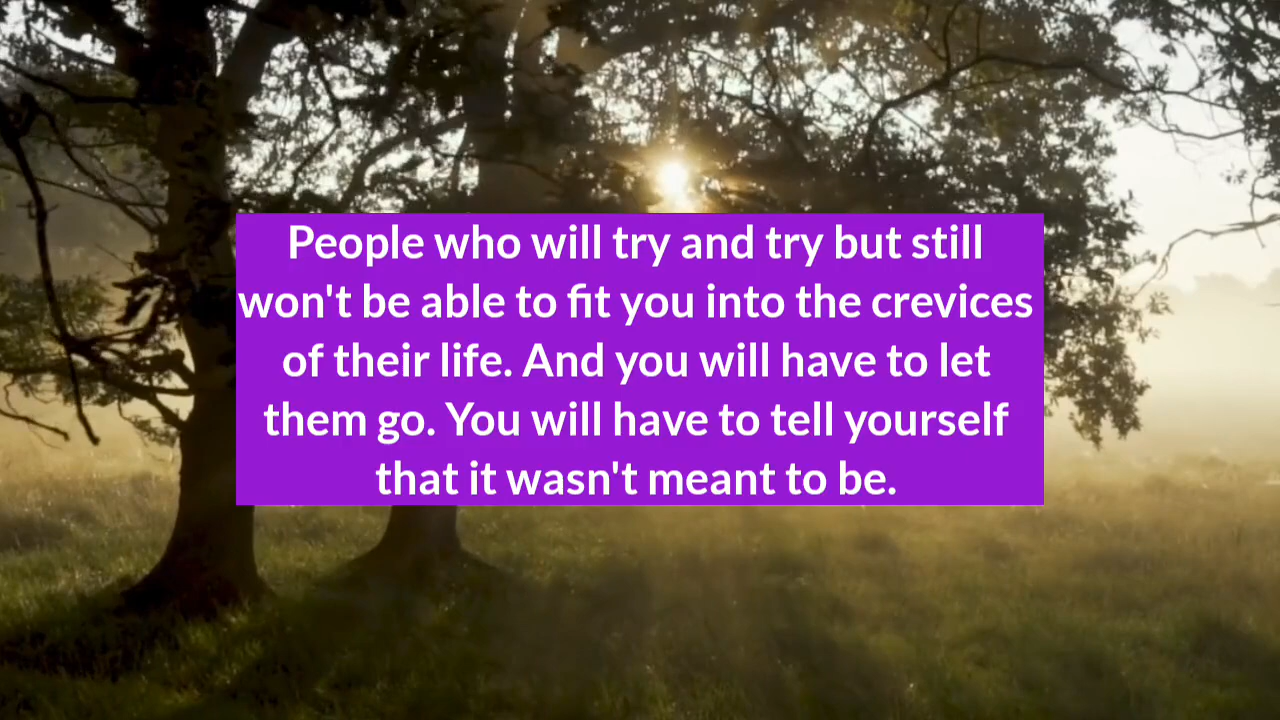 People who will try and try but still
won't be able to fit you into the crevices
of their life. And you will have to let
them go. You will have to tell yourself
that it wasn't meant to be.